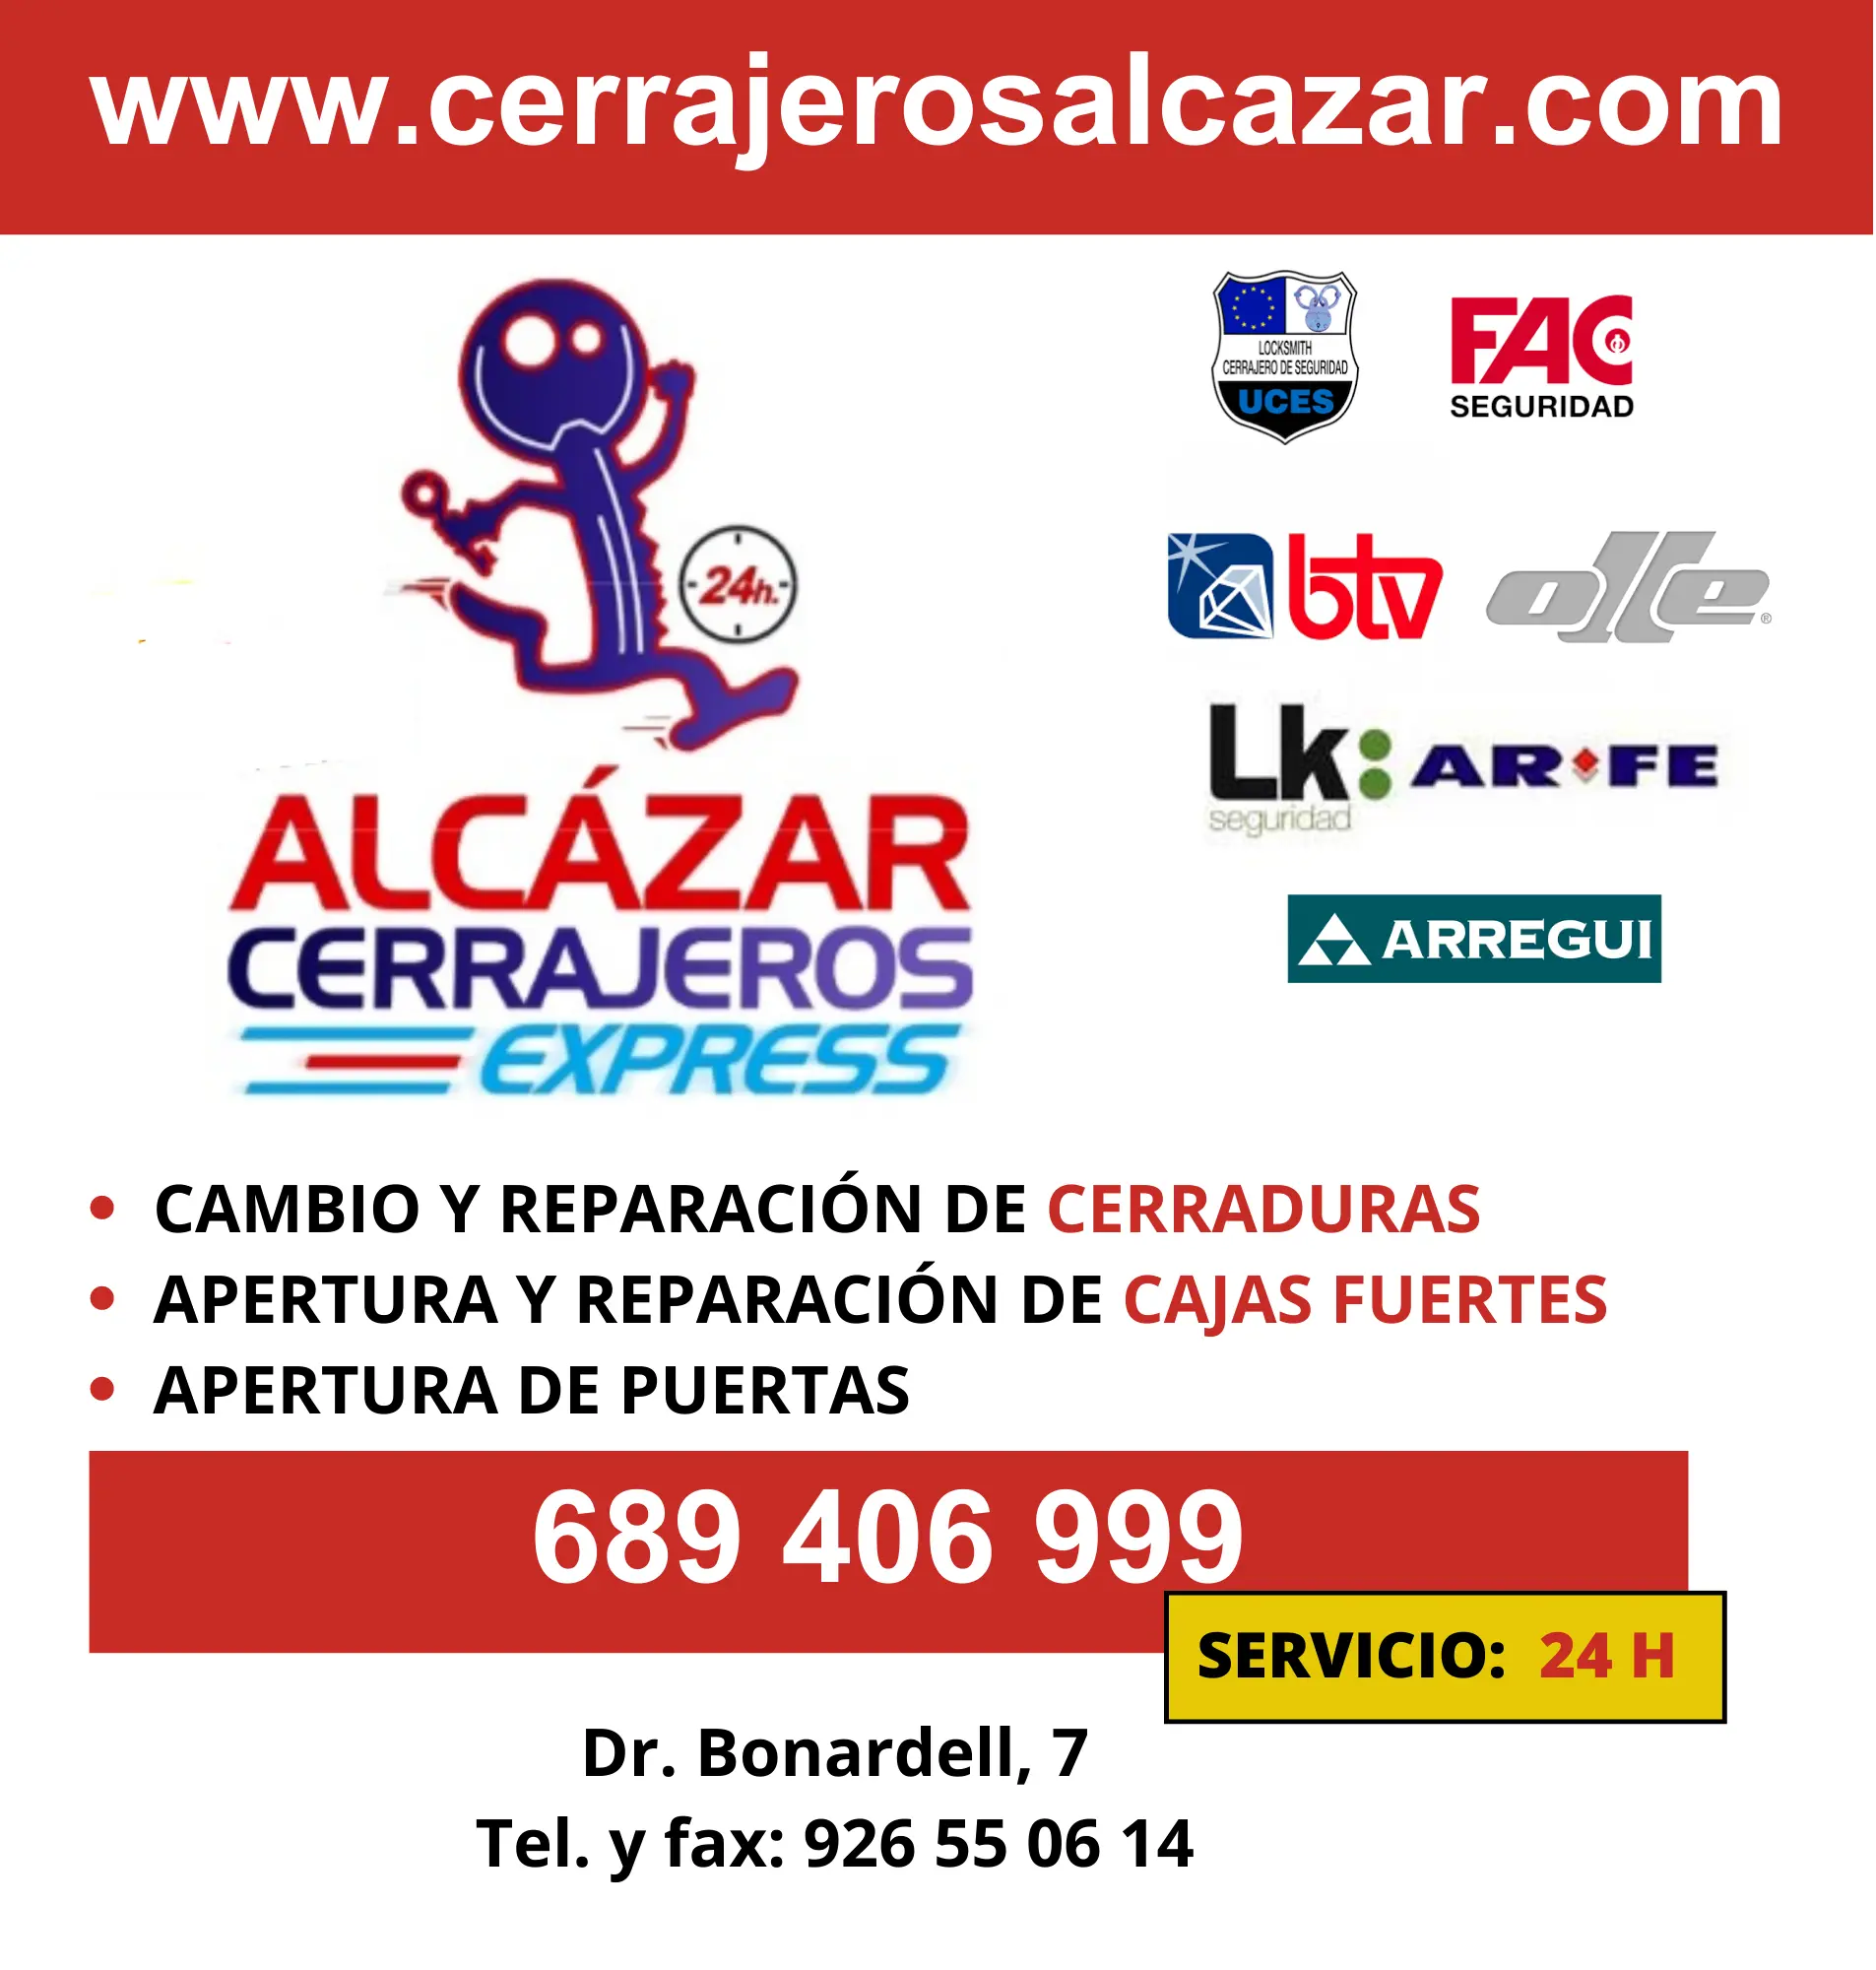 www.cerrajerosalcazar.com
LOCKSMITH
CERRAJERO DE SEGURIDAD
UCES
FAC
SEGURIDAD
24h.
btv
olle®
Lk:
seguridad
AR FE
ALCÁZAR
CERRAJEROS
EXPRESS
ARREGUI
• CAMBIO Y REPARACIÓN DE CERRADURAS
• APERTURA Y REPARACIÓN DE CAJAS FUERTES
• APERTURA DE PUERTAS
689 406 999
SERVICIO: 24 H
Dr. Bonardell, 7
Tel. y fax: 926 55 06 14